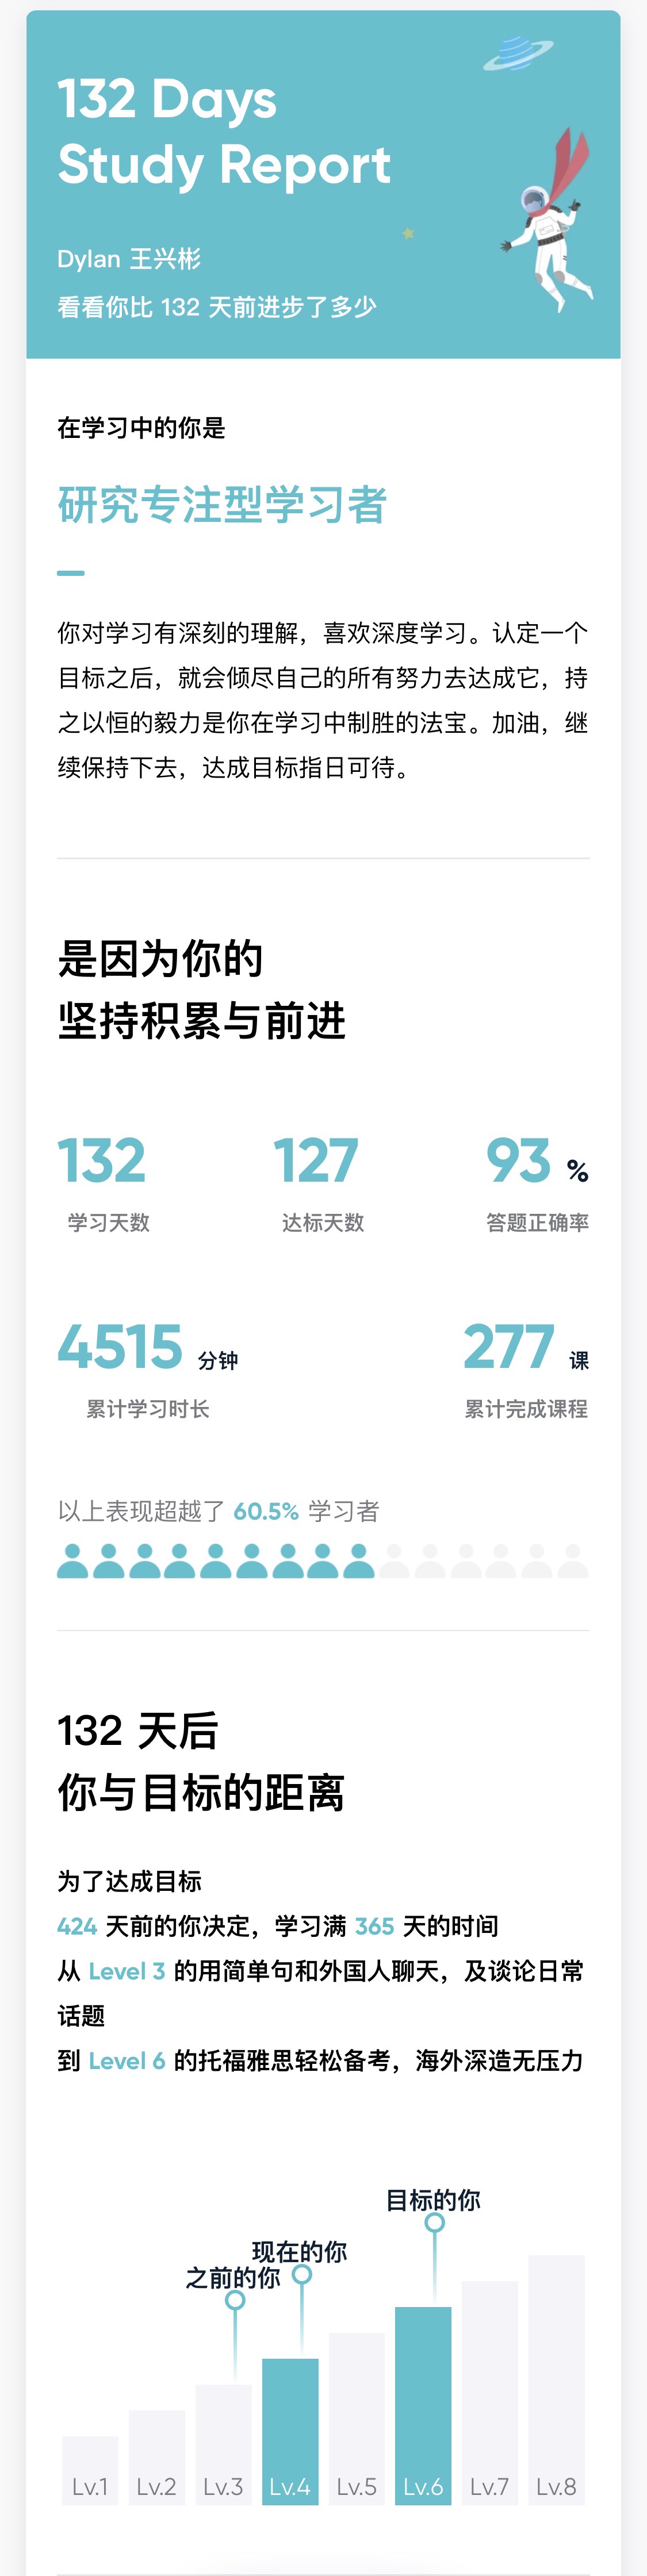 132 Days
Study Report
Dylan 王兴彬
看看你比 132 天前进步了多少
在学习中的你是
研究专注型学习者
你对学习有深刻的理解，喜欢深度学习。认定一个
目标之后，就会倾尽自己的所有努力去达成它，持
之以恒的毅力是你在学习中制胜的法宝。加油，继
续保持下去，达成目标指日可待。
是因为你的
坚持积累与前进
132
127
93 %
学习天数
达标天数
答题正确率
4515 分钟
277 课
累计学习时长
累计完成课程
以上表现超越了 60.5% 学习者
132 天后
你与目标的距离
为了达成目标
424 天前的你决定，学习满 365 天的时间
从 Level 3 的用简单句和外国人聊天，及谈论日常
话题
到 Level 6 的托福雅思轻松备考，海外深造无压力
目标的你
现在的你
之前的你
Lv.1
Lv.2
Lv.3
Lv.4
Lv.5
Lv.6
Lv.7
Lv.8